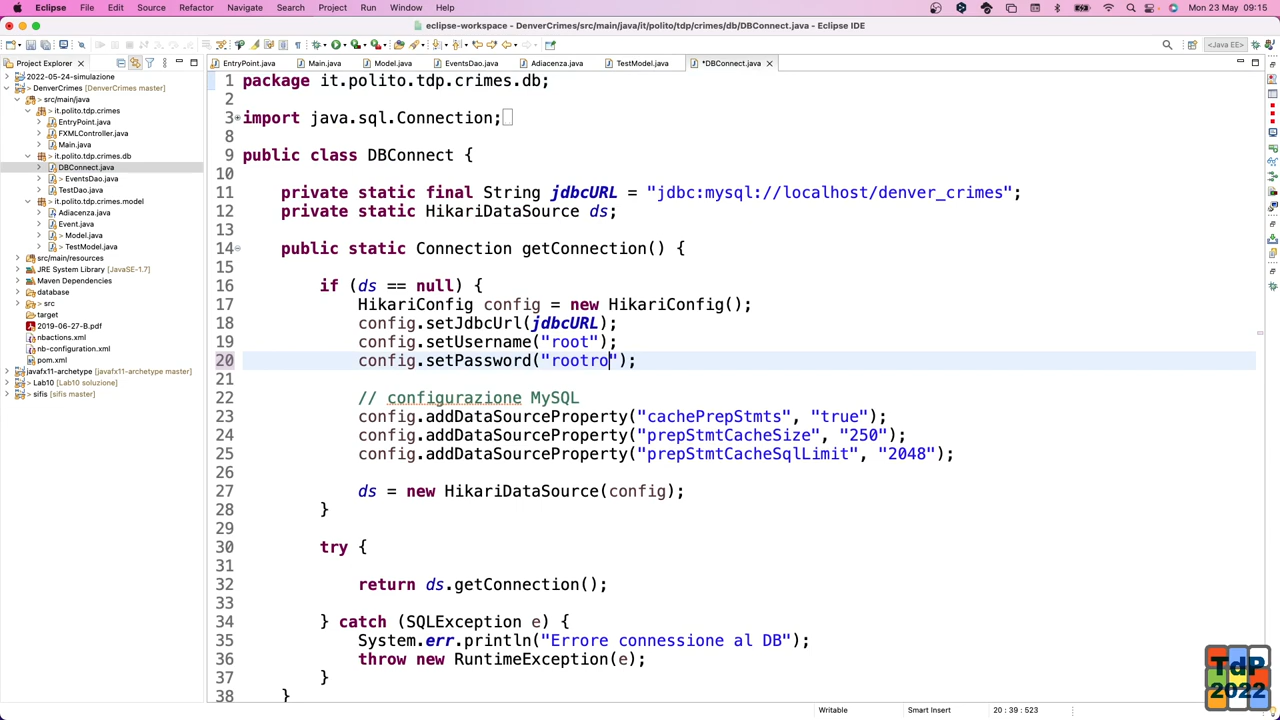 Eclipse File Edit Source Refactor Navigate Search Project Run Window Help Mon 23 May 09:15
eclipse-workspace - DenverCrimes/src/main/java/it/polito/tdp/crimes/db/DBConnect.java - Eclipse IDE
<Java EE>
Project Explorer
EntryPoint.java Main.java Model.java EventsDao.java Adiacenza.java TestModel.java *DBConnect.java
2022-05-24-simulazione
DenverCrimes [DenverCrimes master]
src/main/java
it.polito.tdp.crimes
EntryPoint.java
FXMLController.java
Main.java
it.polito.tdp.crimes.db
DBConnect.java
> EventsDao.java
TestDao.java
it.polito.tdp.crimes.model
Adiacenza.java
Event.java
> Model.java
> TestModel.java
src/main/resources
JRE System Library [JavaSE-1.7]
Maven Dependencies
database
> src
target
2019-06-27-B.pdf
nbactions.xml
nb-configuration.xml
pom.xml
javafx11-archetype [javafx11-archetype master]
> Lab10 [Lab10 soluzione]
> sifis [sifis master]
1 package it.polito.tdp.crimes.db;
2
3 import java.sql.Connection;
8
9 public class DBConnect {
10
11 private static final String jdbcURL = "jdbc:mysql://localhost/denver_crimes";
12 private static HikariDataSource ds;
13
14 public static Connection getConnection() {
15
16 if (ds == null) {
17 HikariConfig config = new HikariConfig();
18 config.setJdbcUrl(jdbcURL);
19 config.setUsername("root");
20 config.setPassword("rootro");
21
22 // configurazione MySQL
23 config.addDataSourceProperty("cachePrepStmts", "true");
24 config.addDataSourceProperty("prepStmtCacheSize", "250");
25 config.addDataSourceProperty("prepStmtCacheSqlLimit", "2048");
26
27 ds = new HikariDataSource(config);
28 }
29
30 try {
31
32 return ds.getConnection();
33
34 } catch (SQLException e) {
35 System.err.println("Errore connessione al DB");
36 throw new RuntimeException(e);
37 }
38 }
Writable Smart Insert 20 : 39 : 523
TdP
2022